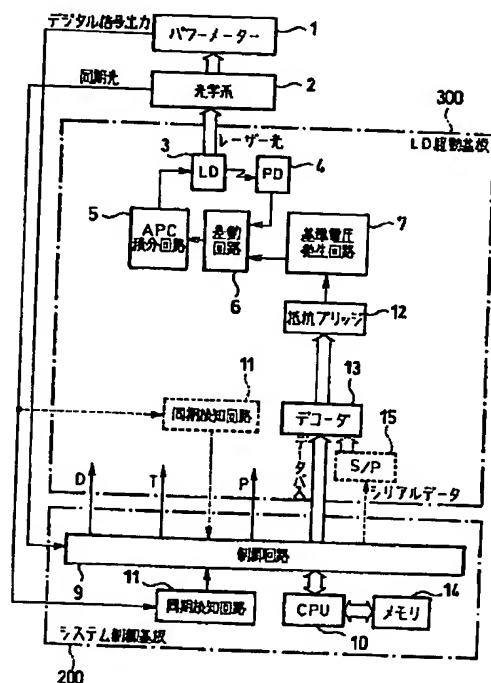 デジタル信号出力
パワーメーター
1
同期光
光学系
2
300
LD駆動基板
レーザー光
3
LD
PD
4
5
APC
積分回路
差動
回路
6
基準電圧
発生回路
7
抵抗ブリッジ
12
11
同期検知回路
デコーダ
13
15
S/P
シリアルデータ
データバス
D
T
P
制御回路
9
11
同期検知回路
CPU
10
メモリ
14
システム制御基板
200